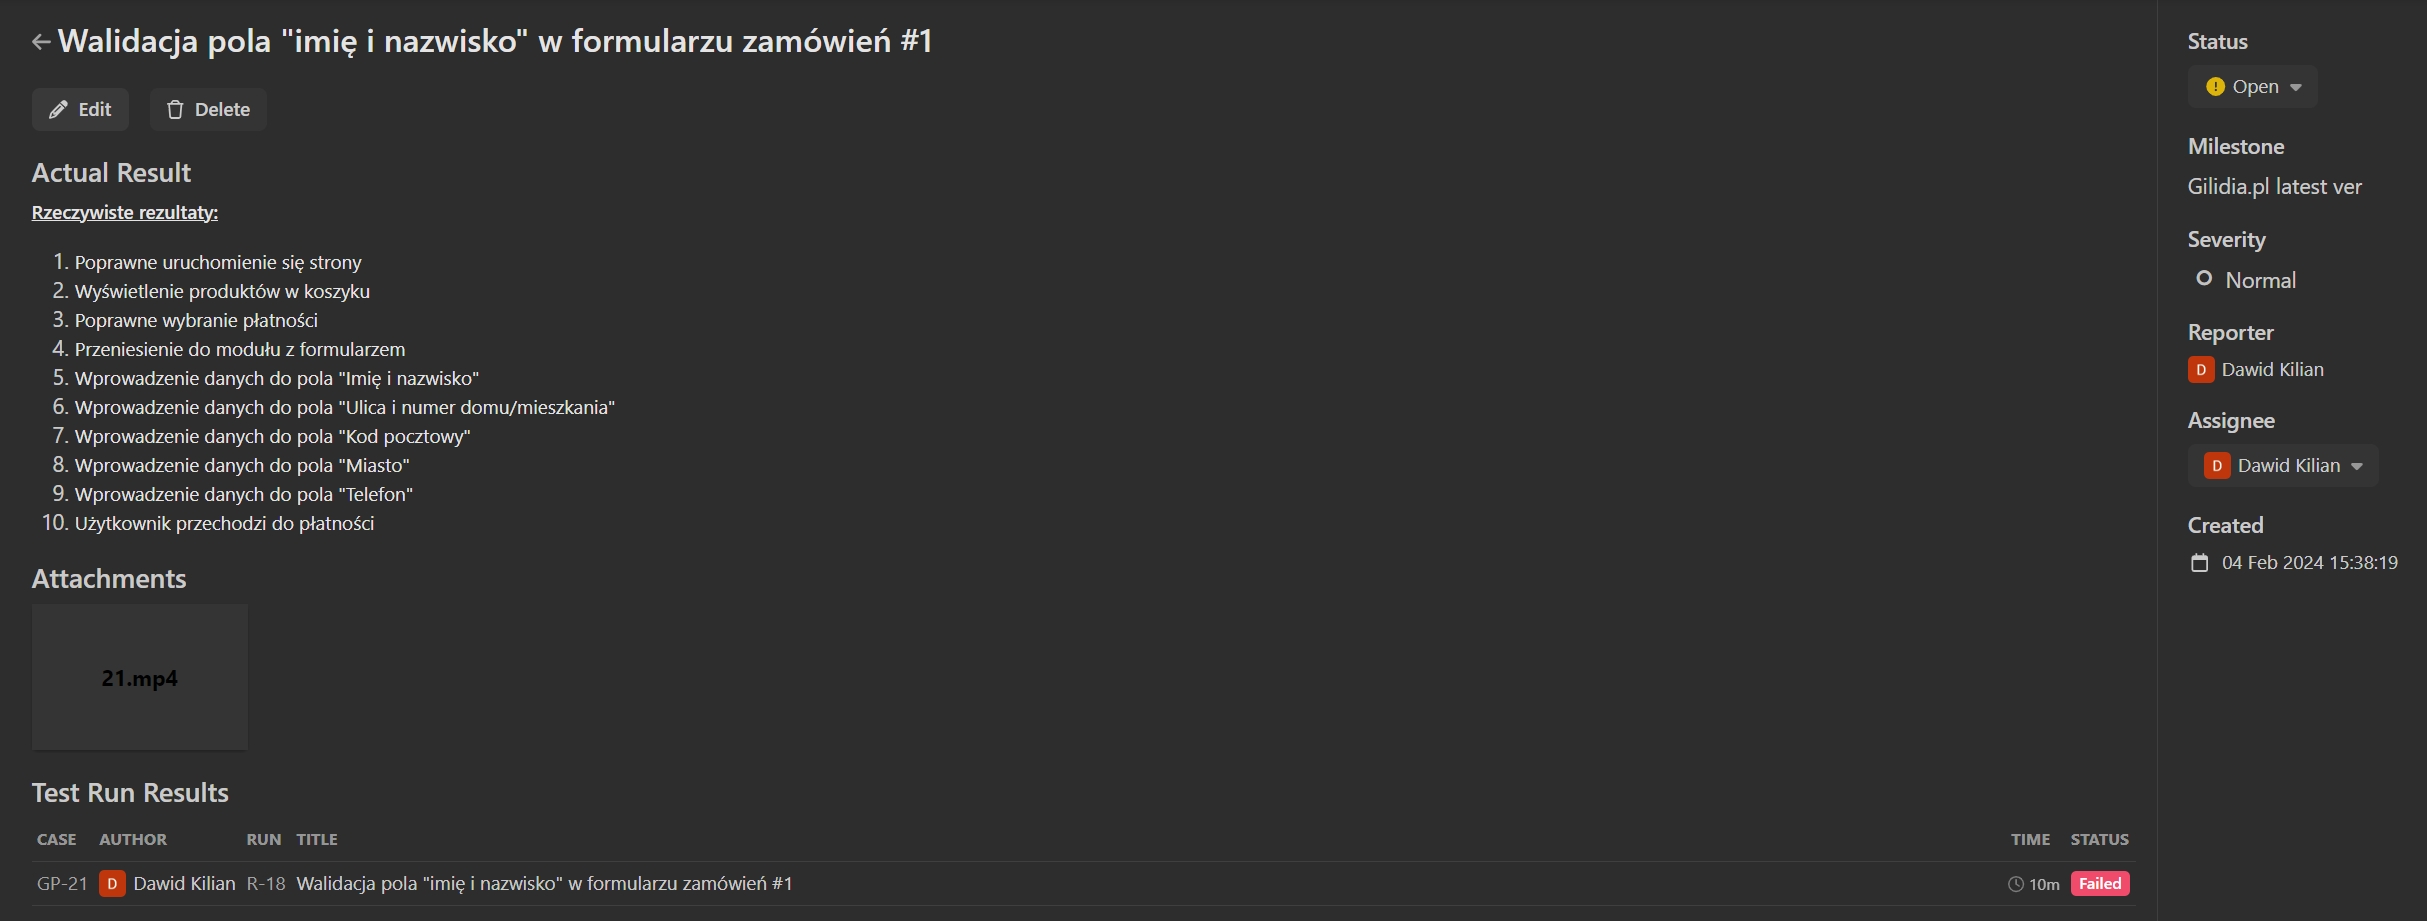 Walidacja pola "imię i nazwisko" w formularzu zamówień #1
Edit
Delete
Actual Result
Rzeczywiste rezultaty:
1. Poprawne uruchomienie się strony
2. Wyświetlenie produktów w koszyku
3. Poprawne wybranie płatności
4. Przeniesienie do modułu z formularzem
5. Wprowadzenie danych do pola "Imię i nazwisko"
6. Wprowadzenie danych do pola "Ulica i numer domu/mieszkania"
7. Wprowadzenie danych do pola "Kod pocztowy"
8. Wprowadzenie danych do pola "Miasto"
9. Wprowadzenie danych do pola "Telefon"
10. Użytkownik przechodzi do płatności
Attachments
21.mp4
Test Run Results
CASE AUTHOR RUN TITLE TIME STATUS
GP-21 D Dawid Kilian R-18 Walidacja pola "imię i nazwisko" w formularzu zamówień #1 10m Failed
Status
Open
Milestone
Gilidia.pl latest ver
Severity
Normal
Reporter
D Dawid Kilian
Assignee
D Dawid Kilian
Created
04 Feb 2024 15:38:19